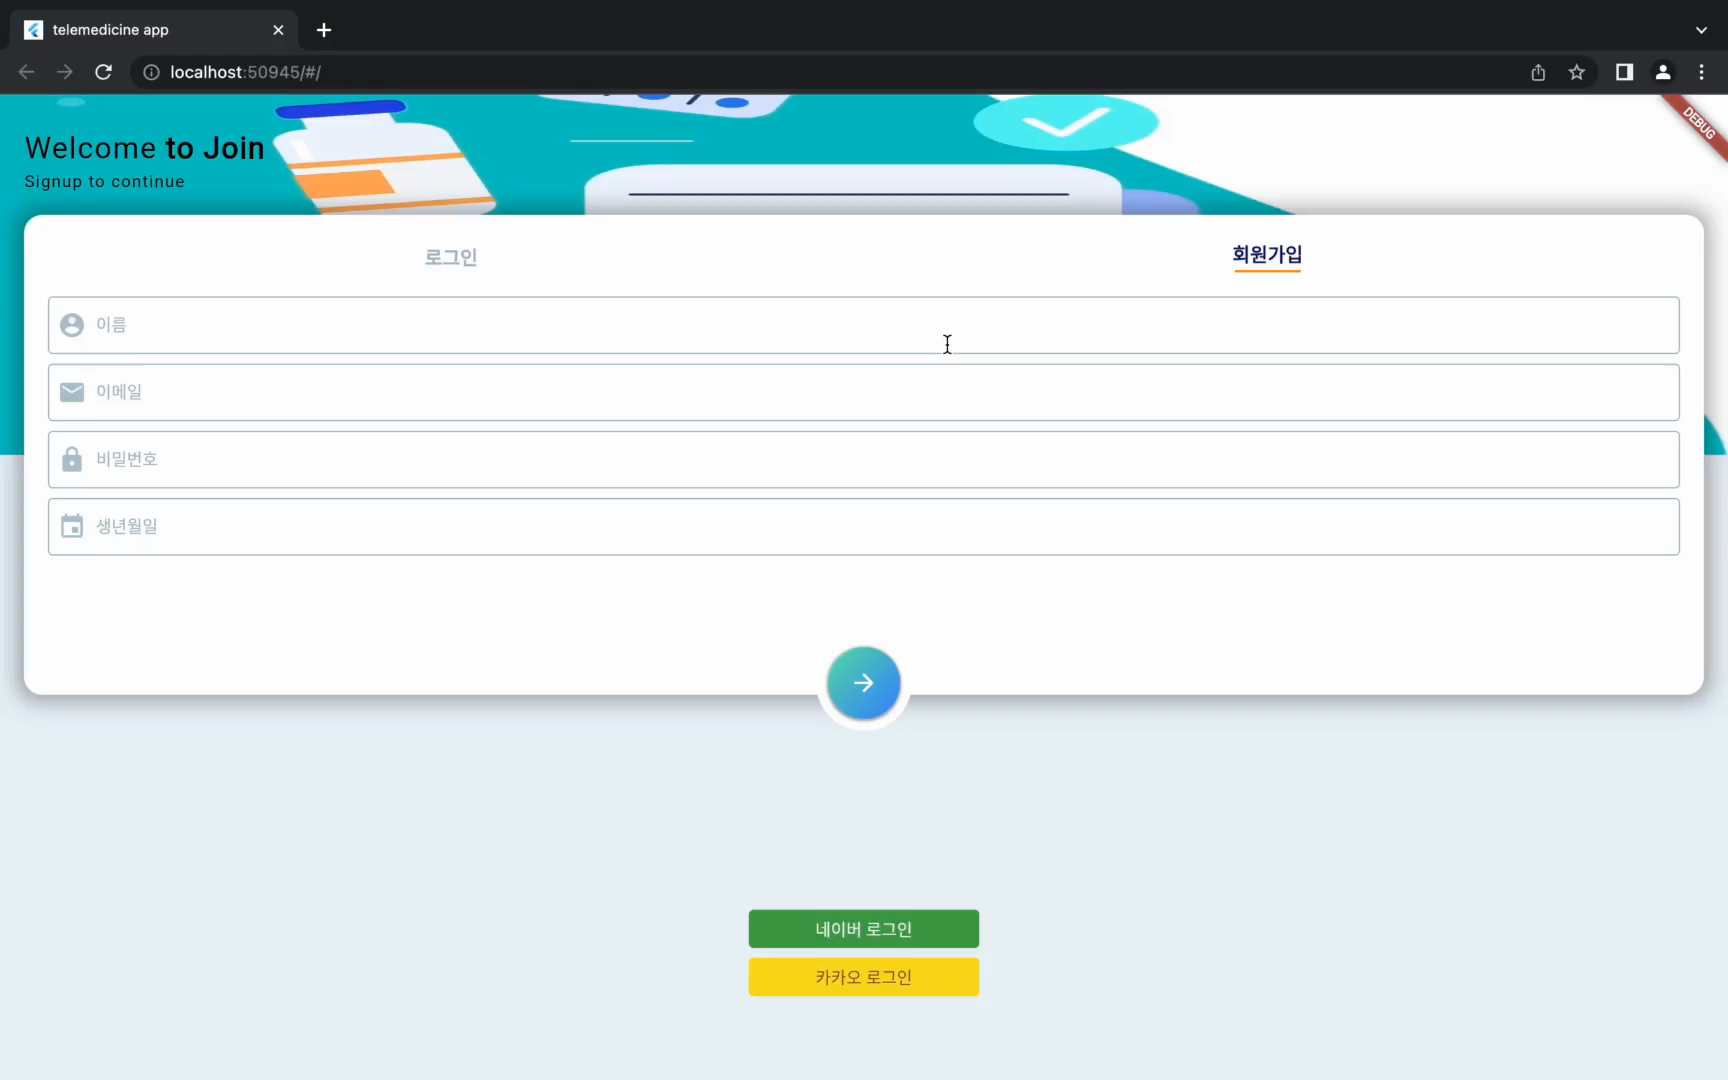 telemedicine app
localhost:50945/#/
DEBUG
Welcome to Join
Signup to continue
로그인
회원가입
이름
이메일
비밀번호
생년월일
네이버 로그인
카카오 로그인